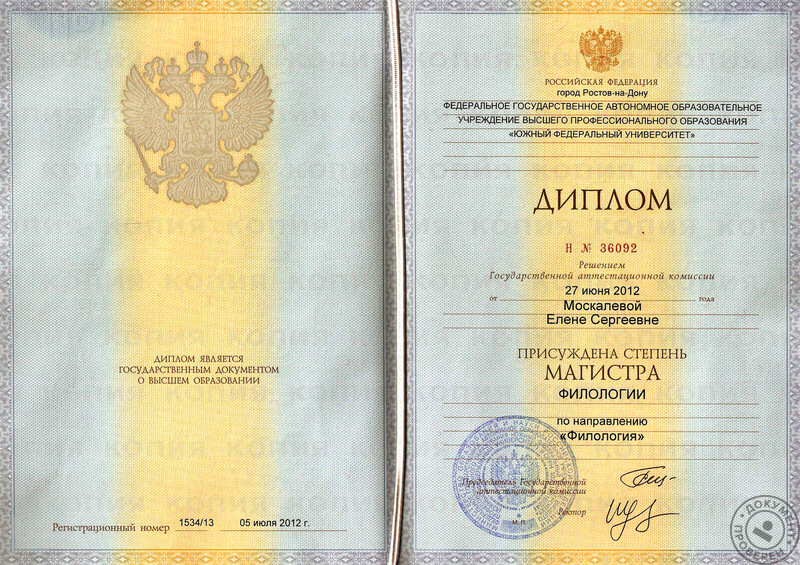 ДИПЛОМ ЯВЛЯЕТСЯ
ГОСУДАРСТВЕННЫМ ДОКУМЕНТОМ
О ВЫСШЕМ ОБРАЗОВАНИИ
Регистрационный номер 1534/13 05 июля 2012 г.
РОССИЙСКАЯ ФЕДЕРАЦИЯ
город Ростов-на-Дону
ФЕДЕРАЛЬНОЕ ГОСУДАРСТВЕННОЕ АВТОНОМНОЕ ОБРАЗОВАТЕЛЬНОЕ
УЧРЕЖДЕНИЕ ВЫСШЕГО ПРОФЕССИОНАЛЬНОГО ОБРАЗОВАНИЯ
«ЮЖНЫЙ ФЕДЕРАЛЬНЫЙ УНИВЕРСИТЕТ»
ДИПЛОМ
Н № 36092
Решением
Государственной аттестационной комиссии
от 27 июня 2012 года
Москалевой
Елене Сергеевне
ПРИСУЖДЕНА СТЕПЕНЬ
МАГИСТРА
ФИЛОЛОГИИ
по направлению
«Филология»
Председатель Государственной
аттестационной комиссии
Ректор
М.П.
ДОКУМЕНТ ПРОВЕРЕН
копия